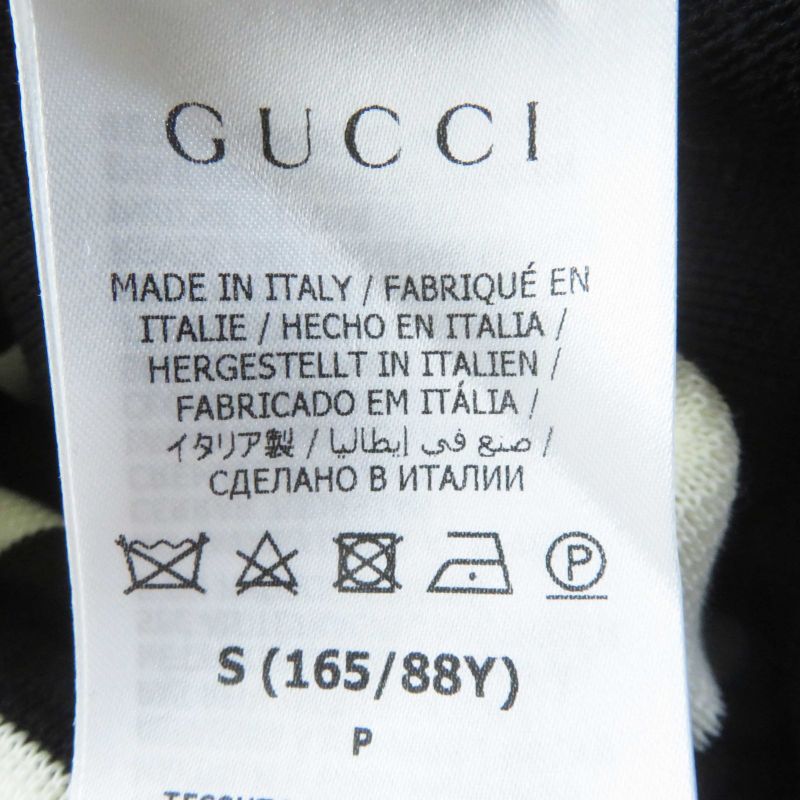 GUCCI
MADE IN ITALY / FABRIQUÉ EN
ITALIE / HECHO EN ITALIA /
HERGESTELLT IN ITALIEN /
FABRICADO EM ITÁLIA /
イタリア製 / صنع في إيطاليا /
СДЕЛАНО В ИТАЛИИ
P
S (165/88Y)
P